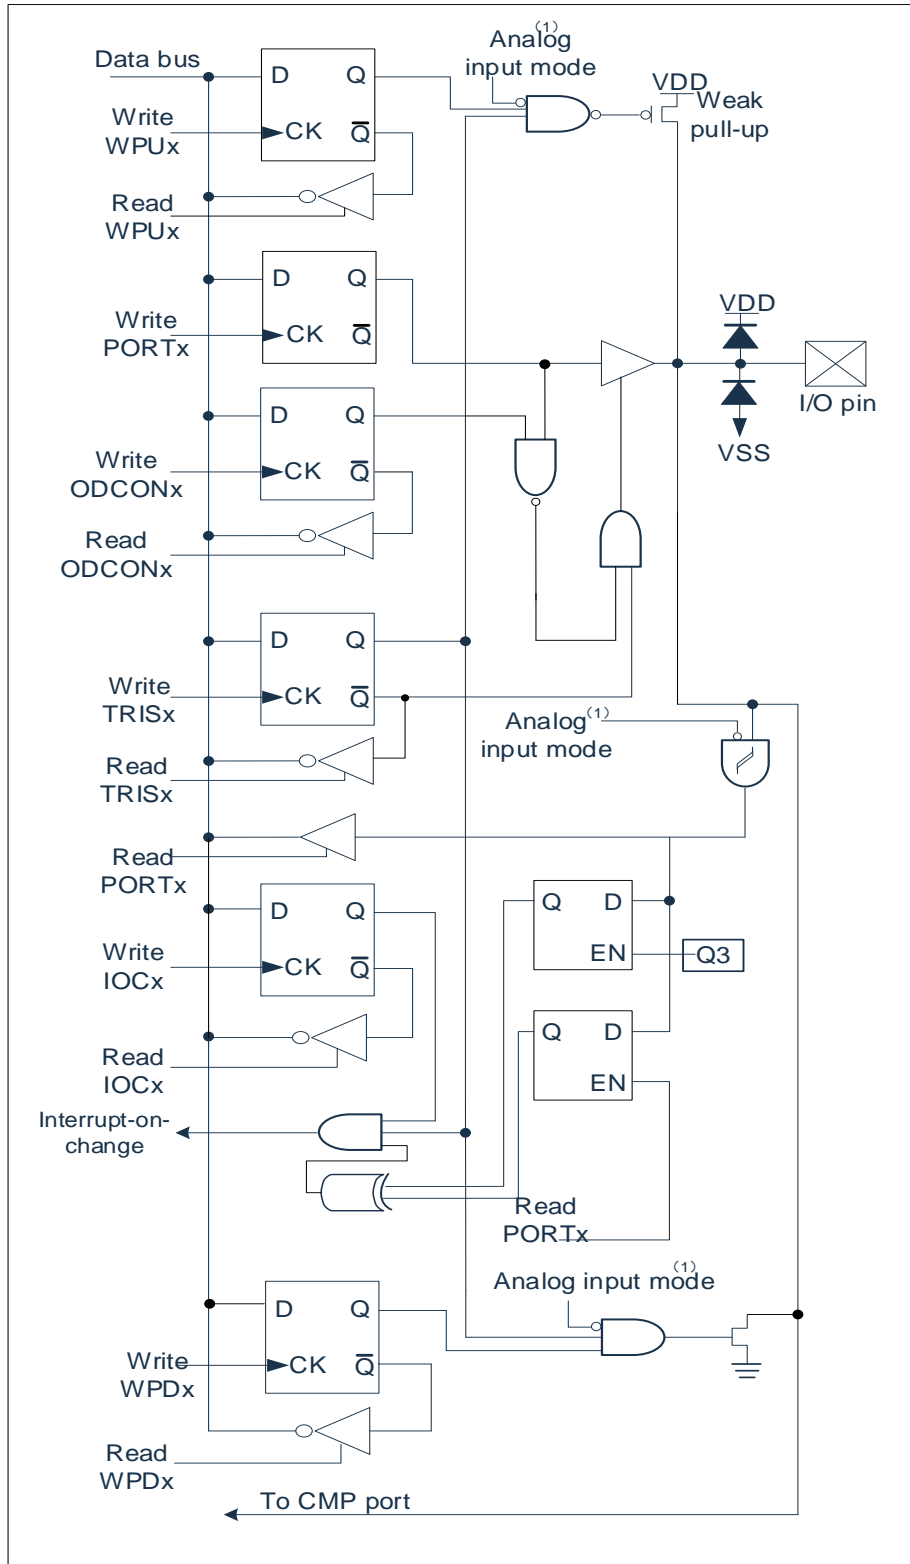 Analog(1)
input mode
Data bus
D Q
VDD
Weak
pull-up
Write
WPUx
CK Q̅
Read
WPUx
D Q
Write
PORTx
CK Q̅
VDD
I/O pin
VSS
D Q
Write
ODCONx
CK Q̅
Read
ODCONx
D Q
Write
TRISx
CK Q̅
Analog(1)
input mode
Read
TRISx
Read
PORTx
D Q
Q D
Write
IOCx
CK Q̅
EN
Q3
Q D
Read
IOCx
EN
Interrupt-on-
change
Read
PORTx
Analog input mode(1)
D Q
Write
WPDx
CK Q̅
Read
WPDx
To CMP port